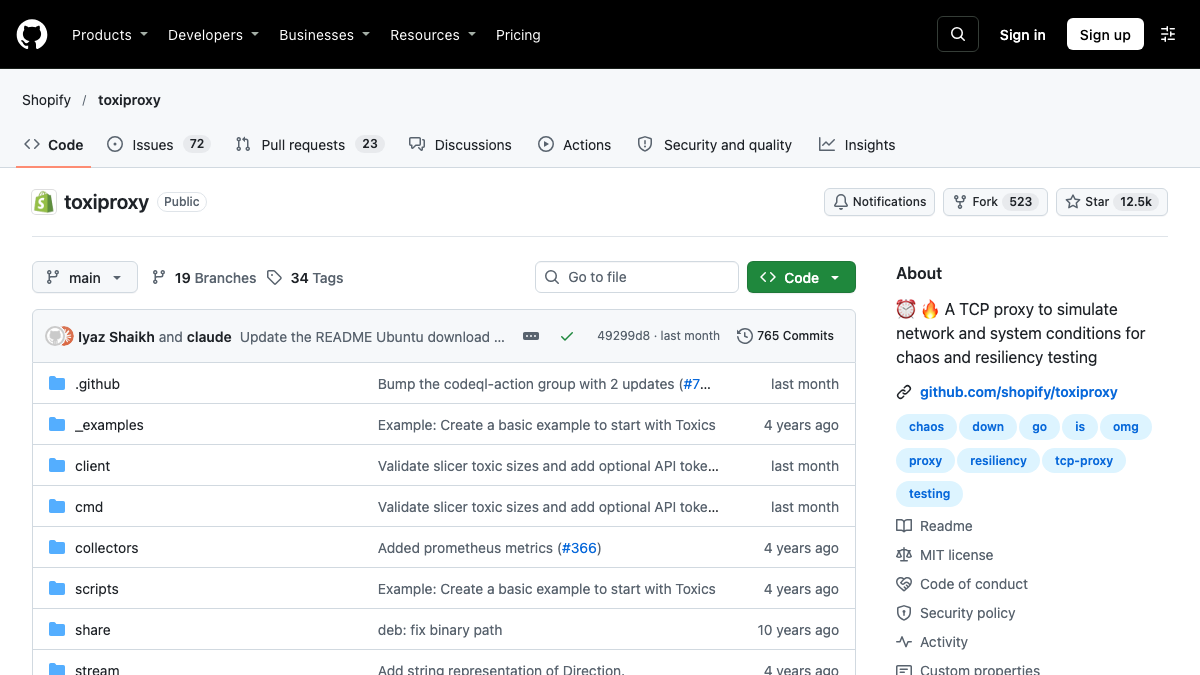 Products Developers Businesses Resources Pricing Sign in Sign up
Shopify / toxiproxy
Code Issues 72 Pull requests 23 Discussions Actions Security and quality Insights
toxiproxy Public Notifications Fork 523 Star 12.5k
main 19 Branches 34 Tags Go to file Code
Iyaz Shaikh and claude Update the README Ubuntu download ... 49299d8 · last month 765 Commits
.github Bump the codeql-action group with 2 updates (#7... last month
_examples Example: Create a basic example to start with Toxics 4 years ago
client Validate slicer toxic sizes and add optional API toke... last month
cmd Validate slicer toxic sizes and add optional API toke... last month
collectors Added prometheus metrics (#366) 4 years ago
scripts Example: Create a basic example to start with Toxics 4 years ago
share deb: fix binary path 10 years ago
stream Add string representation of Direction. 4 years ago
About
⏰ 🔥 A TCP proxy to simulate
network and system conditions for
chaos and resiliency testing
github.com/shopify/toxiproxy
chaos down go is omg
proxy resiliency tcp-proxy
testing
Readme
MIT license
Code of conduct
Security policy
Activity
Custom properties